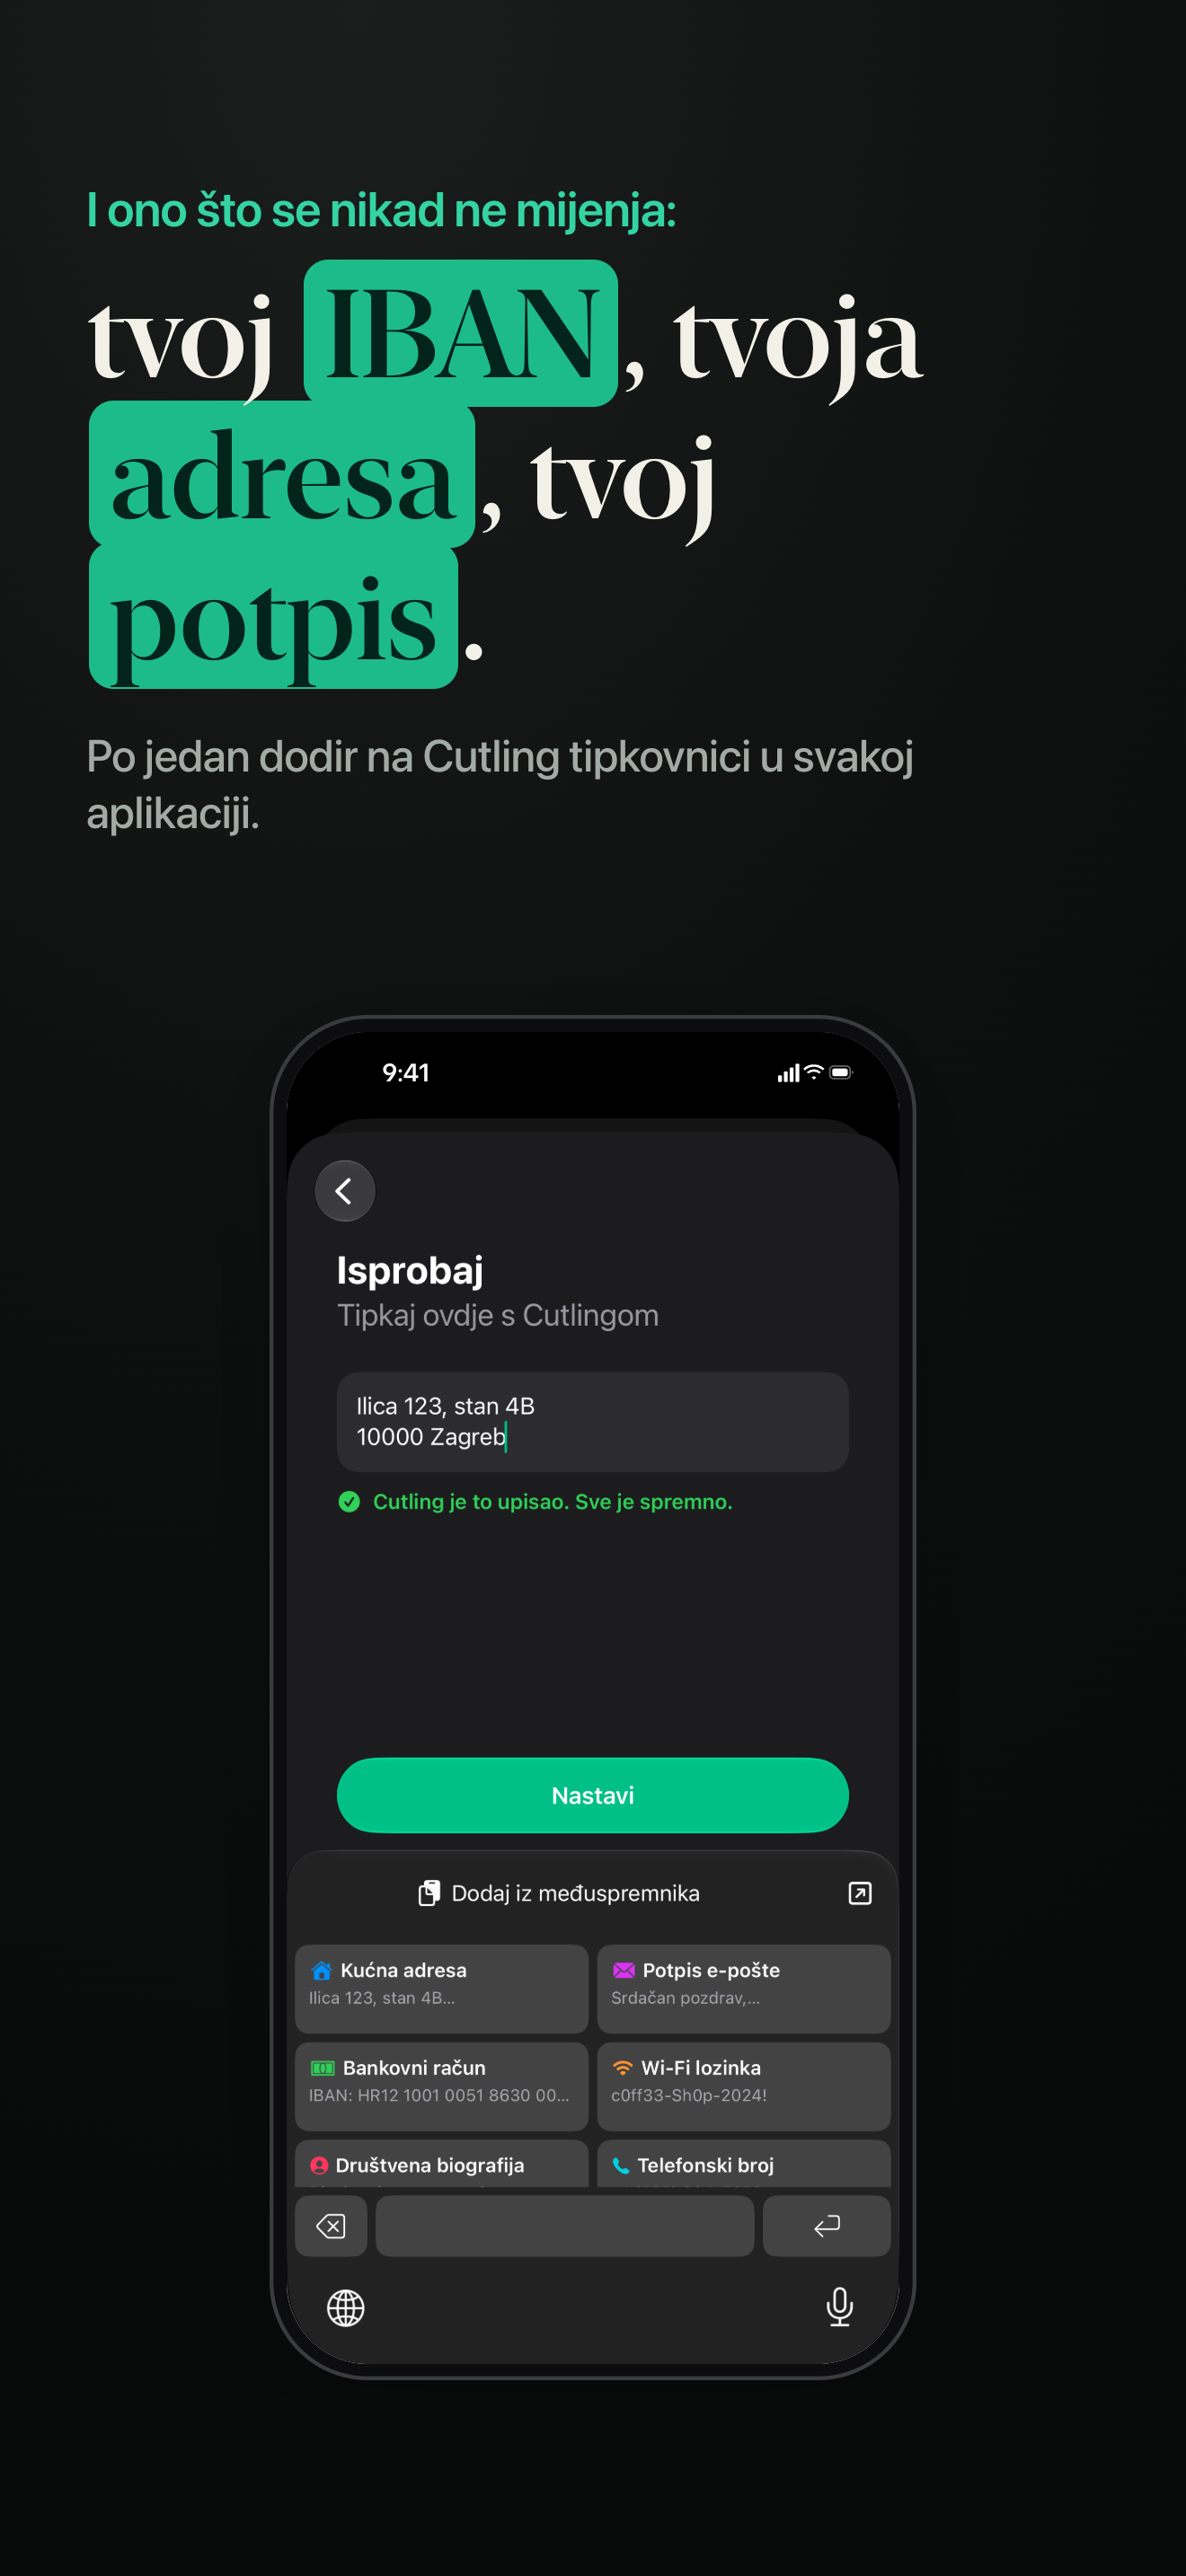 I ono što se nikad ne mijenja:
tvoj IBAN, tvoja
adresa, tvoj
potpis.
Po jedan dodir na Cutling tipkovnici u svakoj
aplikaciji.
9:41
Isprobaj
Tipkaj ovdje s Cutlingom
Ilica 123, stan 4B
10000 Zagreb
Cutling je to upisao. Sve je spremno.
Nastavi
Dodaj iz međuspremnika
Kućna adresa
Ilica 123, stan 4B...
Potpis e-pošte
Srdačan pozdrav,...
Bankovni račun
IBAN: HR12 1001 0051 8630 00...
Wi-Fi lozinka
c0ff33-Sh0p-2024!
Društvena biografija
Telefonski broj